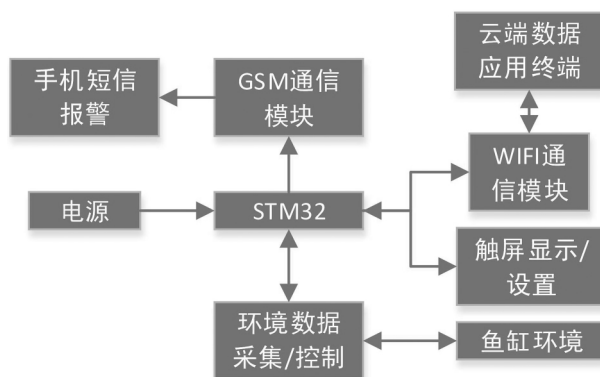 云端数据
应用终端
手机短信
报警
GSM通信
模块
WIFI通
信模块
电源
STM32
触屏显示/
设置
环境数据
采集/控制
鱼缸环境